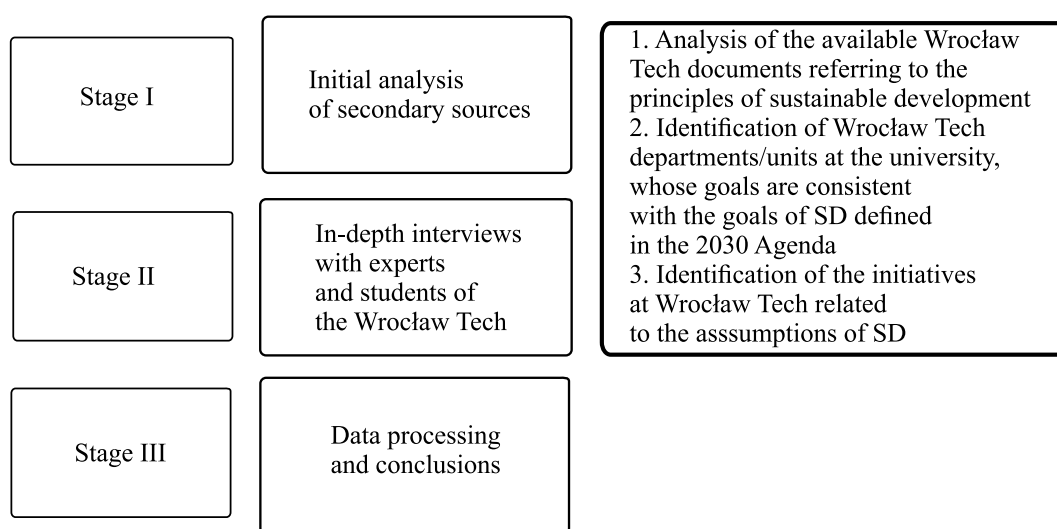 Stage I
Initial analysis
of secondary sources
1. Analysis of the available Wrocław
Tech documents referring to the
principles of sustainable development
2. Identification of Wrocław Tech
departments/units at the university,
whose goals are consistent
with the goals of SD defined
in the 2030 Agenda
3. Identification of the initiatives
at Wrocław Tech related
to the asssumptions of SD
Stage II
In-depth interviews
with experts
and students of
the Wrocław Tech
Stage III
Data processing
and conclusions